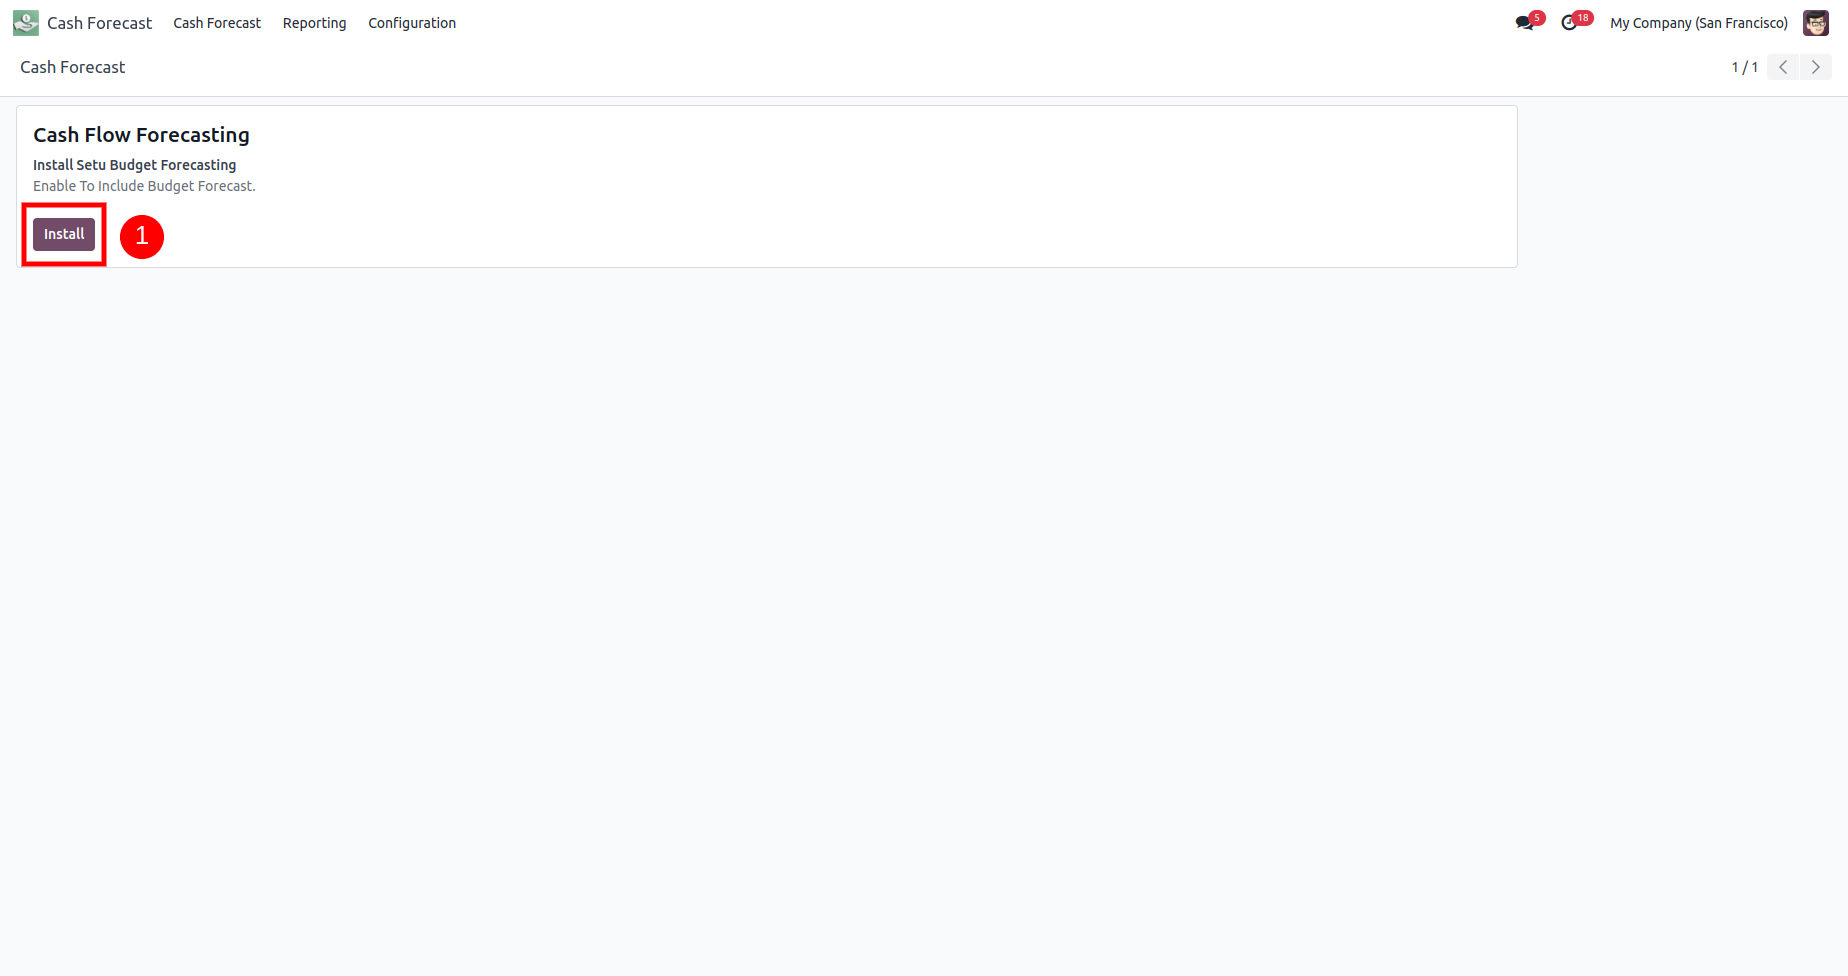 Cash Forecast Cash Forecast Reporting Configuration 5 18 My Company (San Francisco)
Cash Forecast 1 / 1
Cash Flow Forecasting
Install Setu Budget Forecasting
Enable To Include Budget Forecast.
Install 1